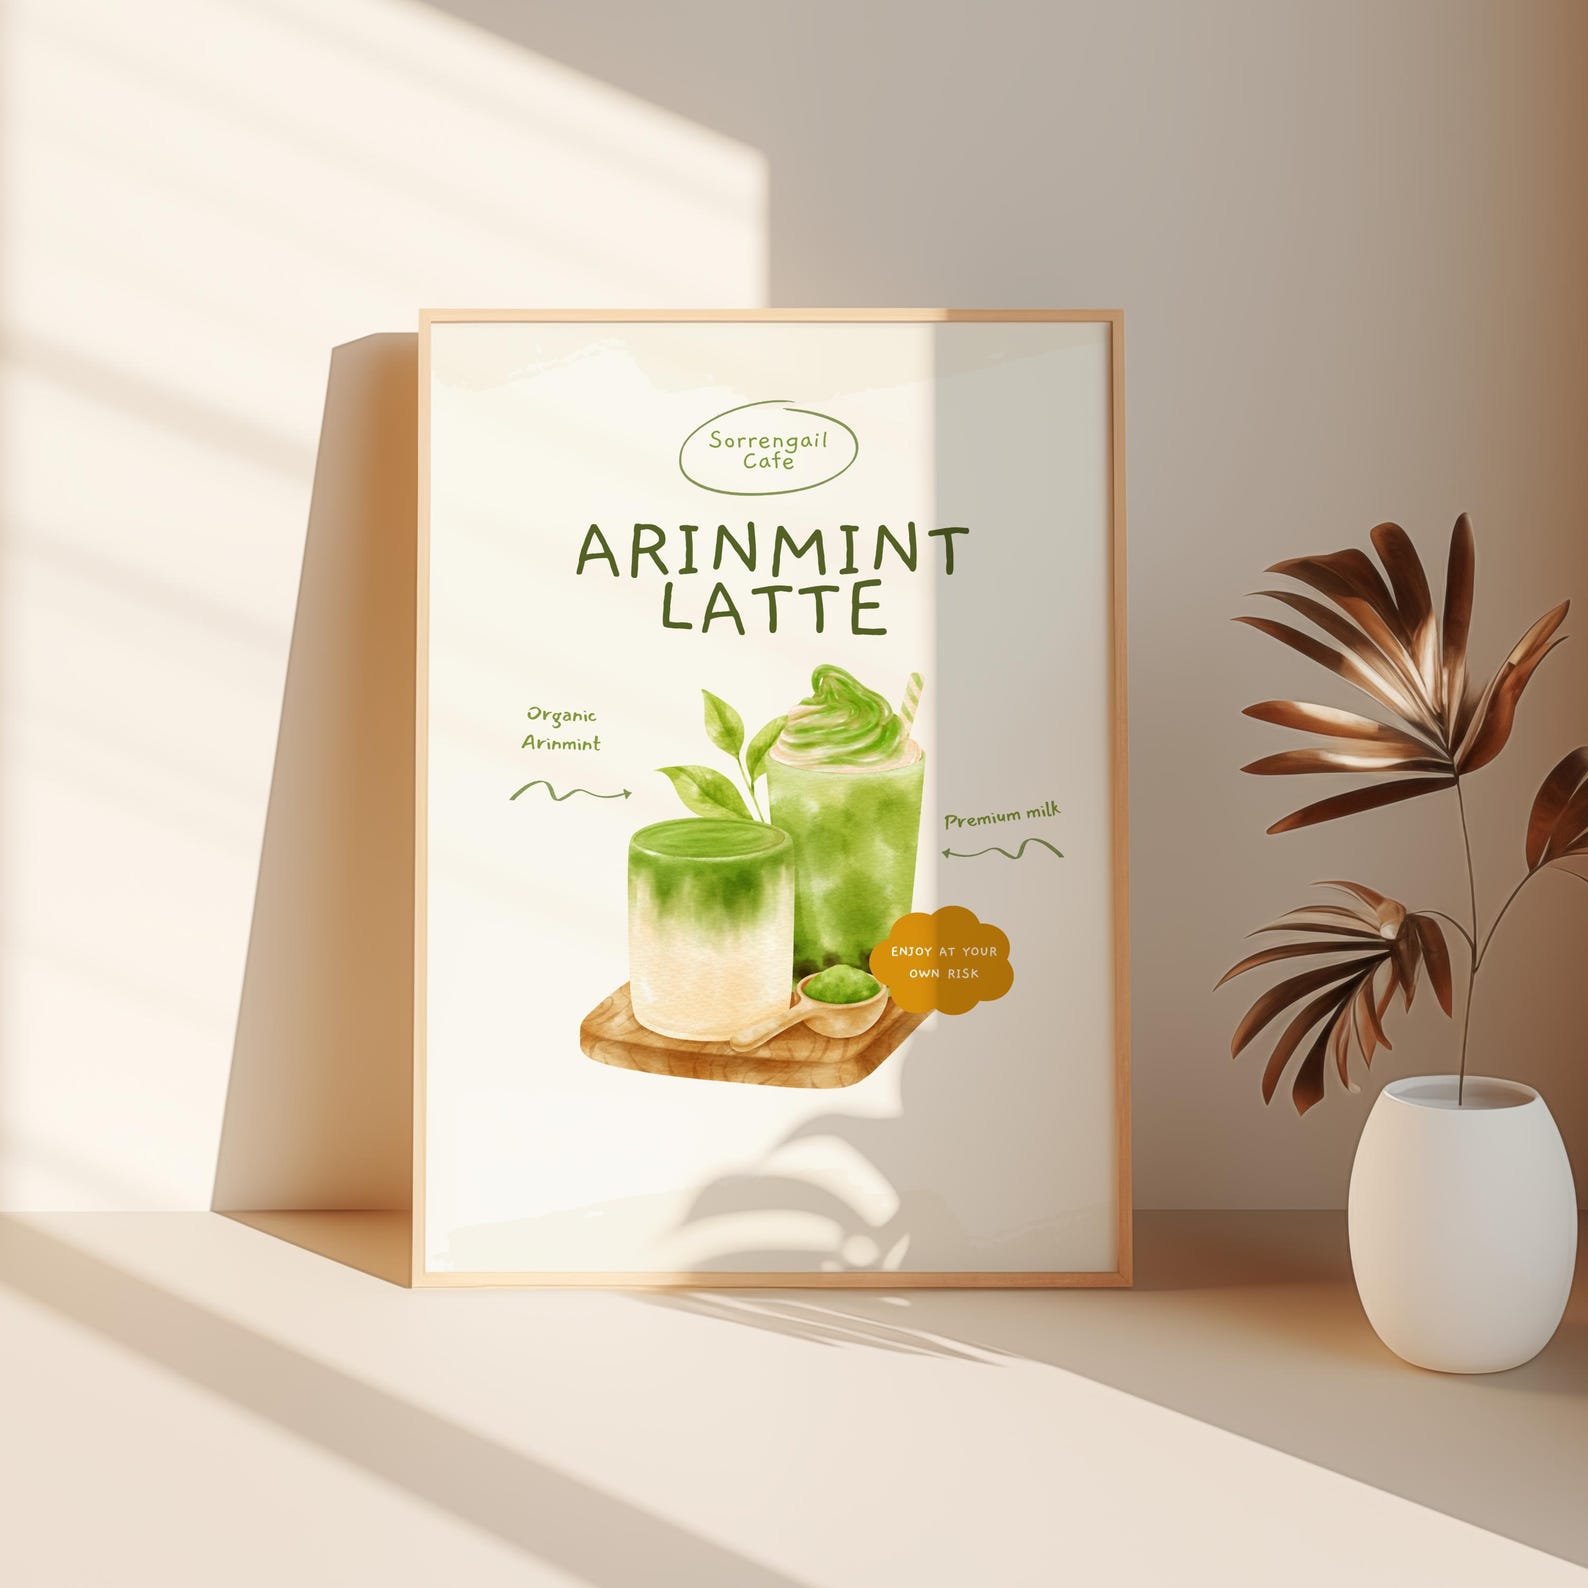 Sorrengail
Cafe
ARINMINT
LATTE
Organic
Arinmint
Premium milk
ENJOY AT YOUR
OWN RISK